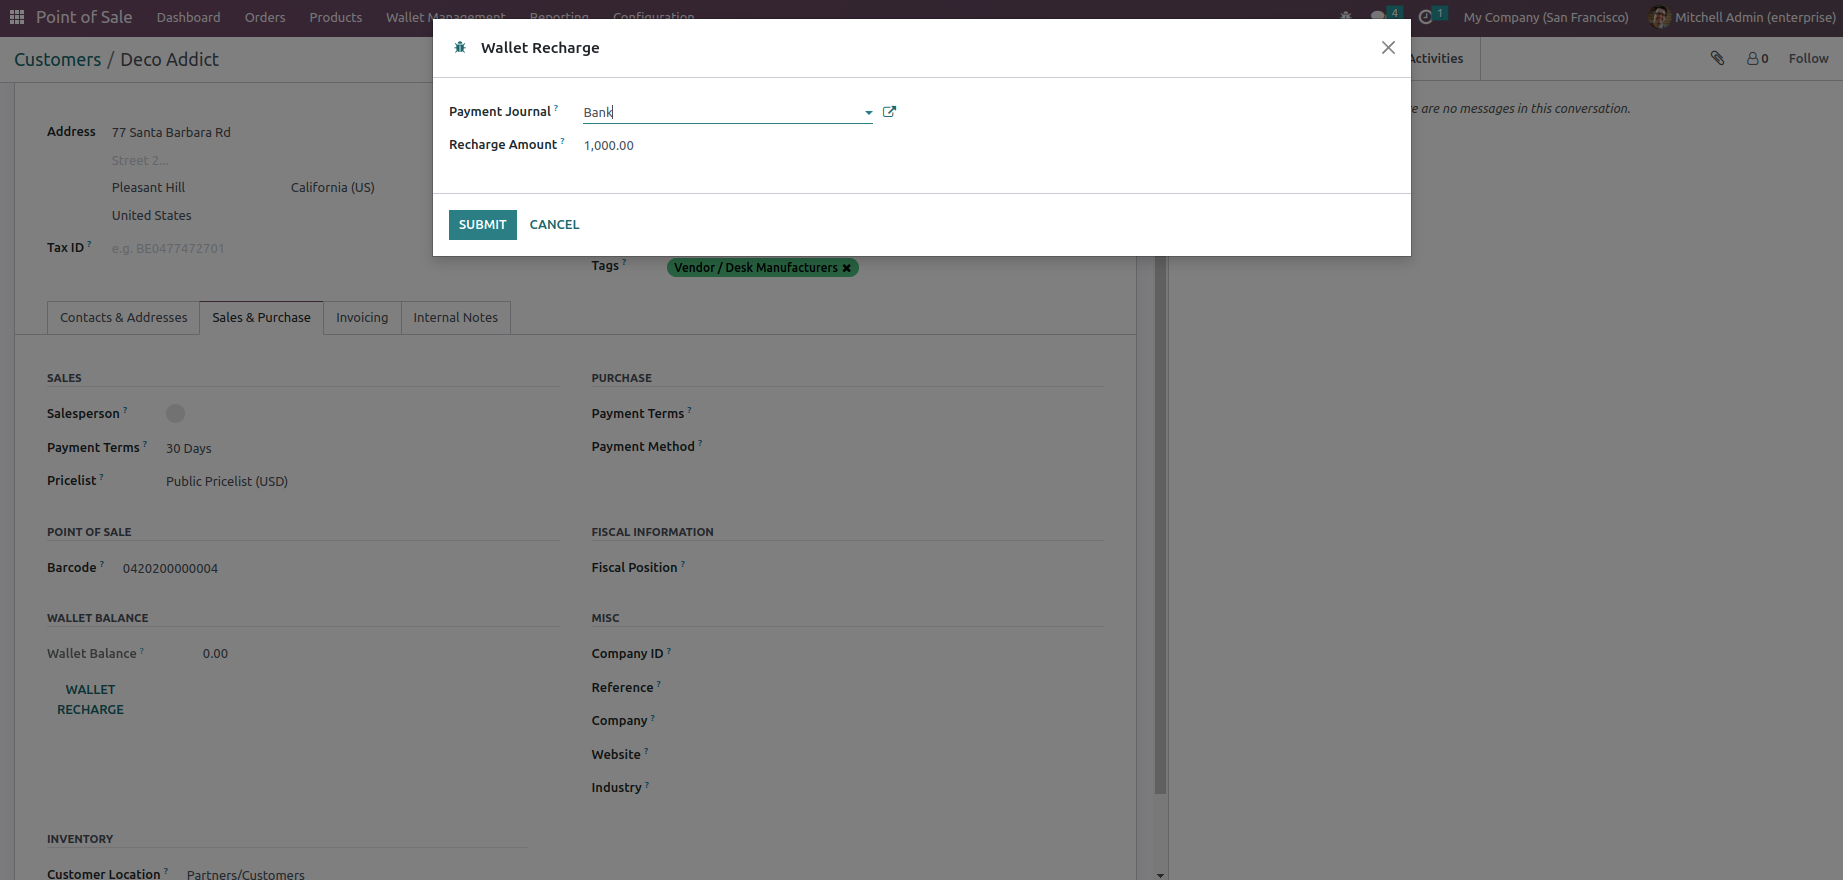 Point of Sale Dashboard Orders Products Wallet Management Reporting Configuration 4 1 My Company (San Francisco) Mitchell Admin (enterprise)
Wallet Recharge
Customers / Deco Addict
Activities 0 Follow
Payment Journal ? Bank
e are no messages in this conversation.
Recharge Amount ? 1,000.00
SUBMIT CANCEL
Address 77 Santa Barbara Rd
Street 2...
Pleasant Hill California (US)
United States
Tax ID ? e.g. BE0477472701
Tags ? Vendor / Desk Manufacturers ✖
Contacts & Addresses Sales & Purchase Invoicing Internal Notes
SALES PURCHASE
Salesperson ? Payment Terms ?
Payment Terms ? 30 Days Payment Method ?
Pricelist ? Public Pricelist (USD)
POINT OF SALE FISCAL INFORMATION
Barcode ? 0420200000004 Fiscal Position ?
WALLET BALANCE MISC
Wallet Balance ? 0.00 Company ID ?
WALLET
RECHARGE
Reference ?
Company ?
Website ?
Industry ?
INVENTORY
Customer Location ? Partners/Customers